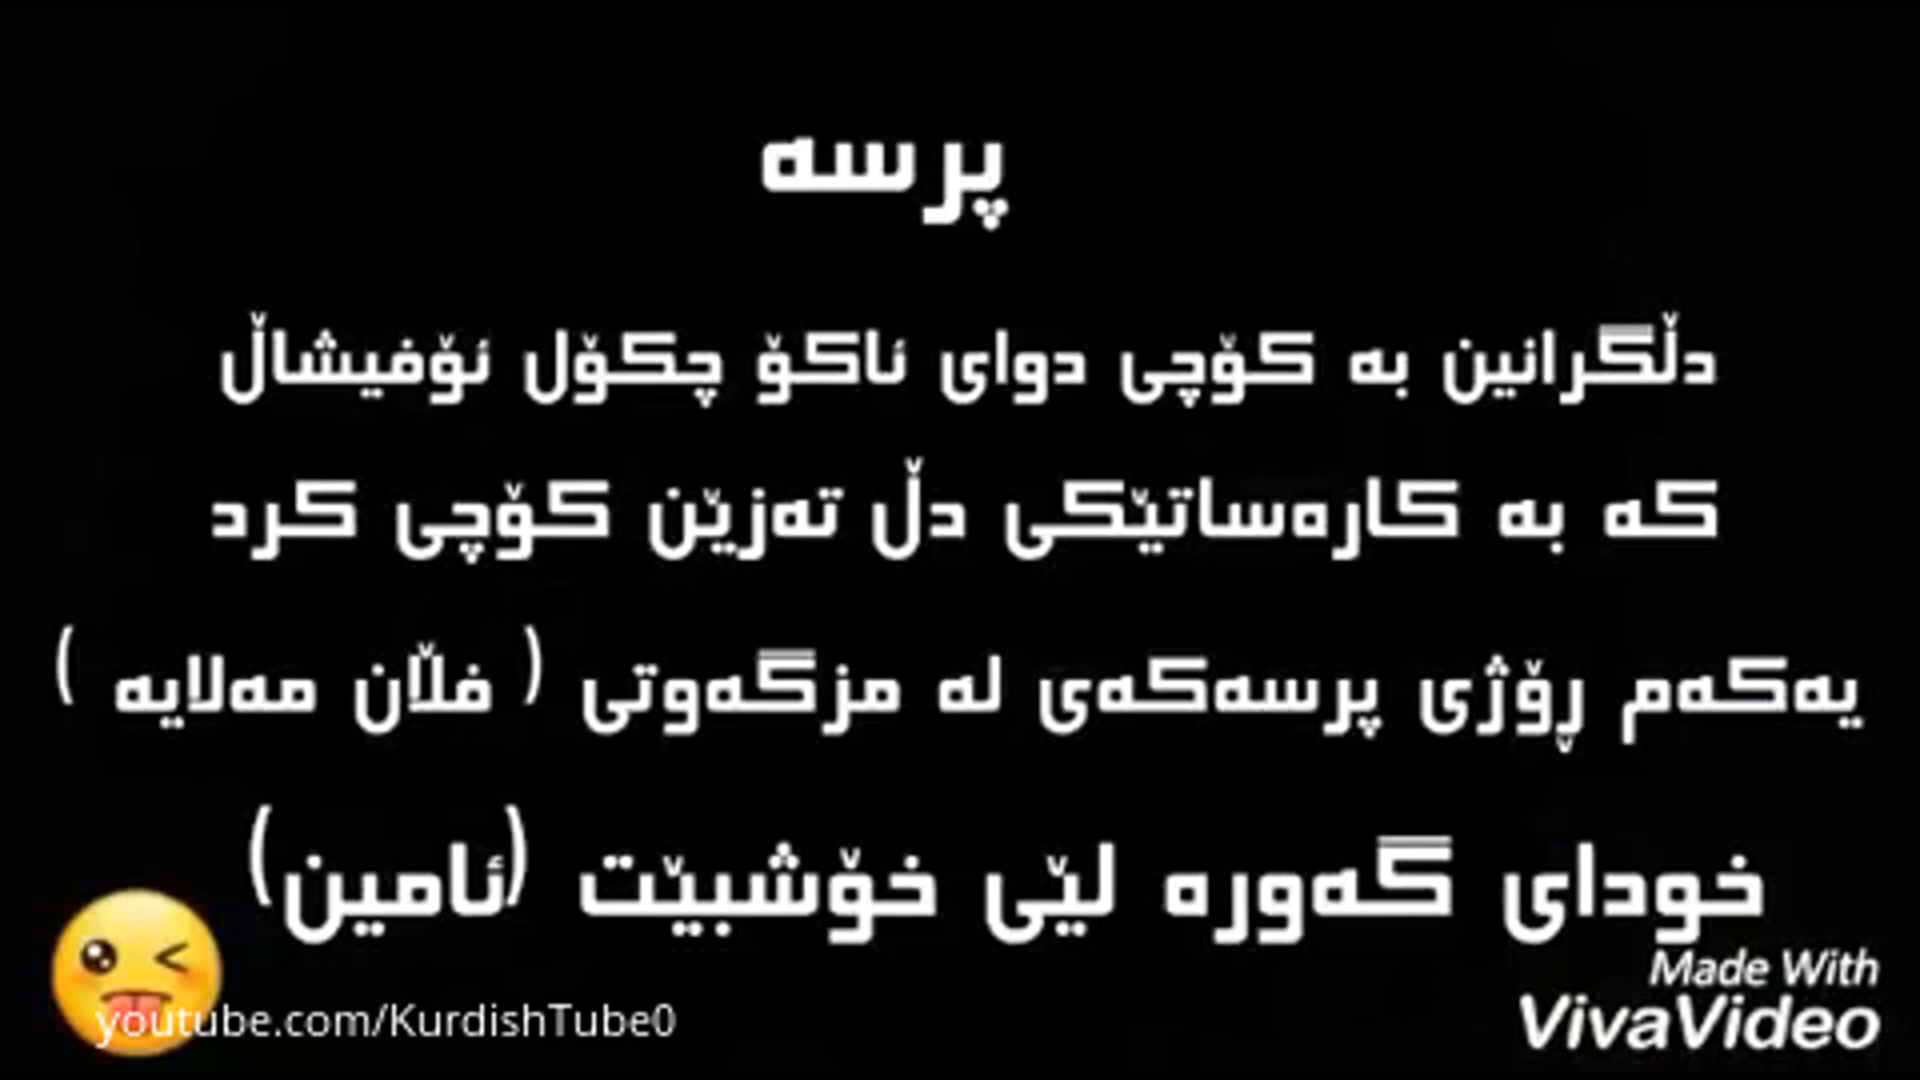 پرسە
دڵگرانین بە کۆچی دوای ئاکۆ چکۆل ئۆفیشاڵ
کە بە کارەساتێکی دڵ تەزێن کۆچی کرد
یەکەم ڕۆژی پرسەکەی لە مزگەوتی ( فڵان مەلایە )
خودای گەورە لێی خۆشبێت (ئامین)
youtube.com/KurdishTube0
Made With
VivaVideo